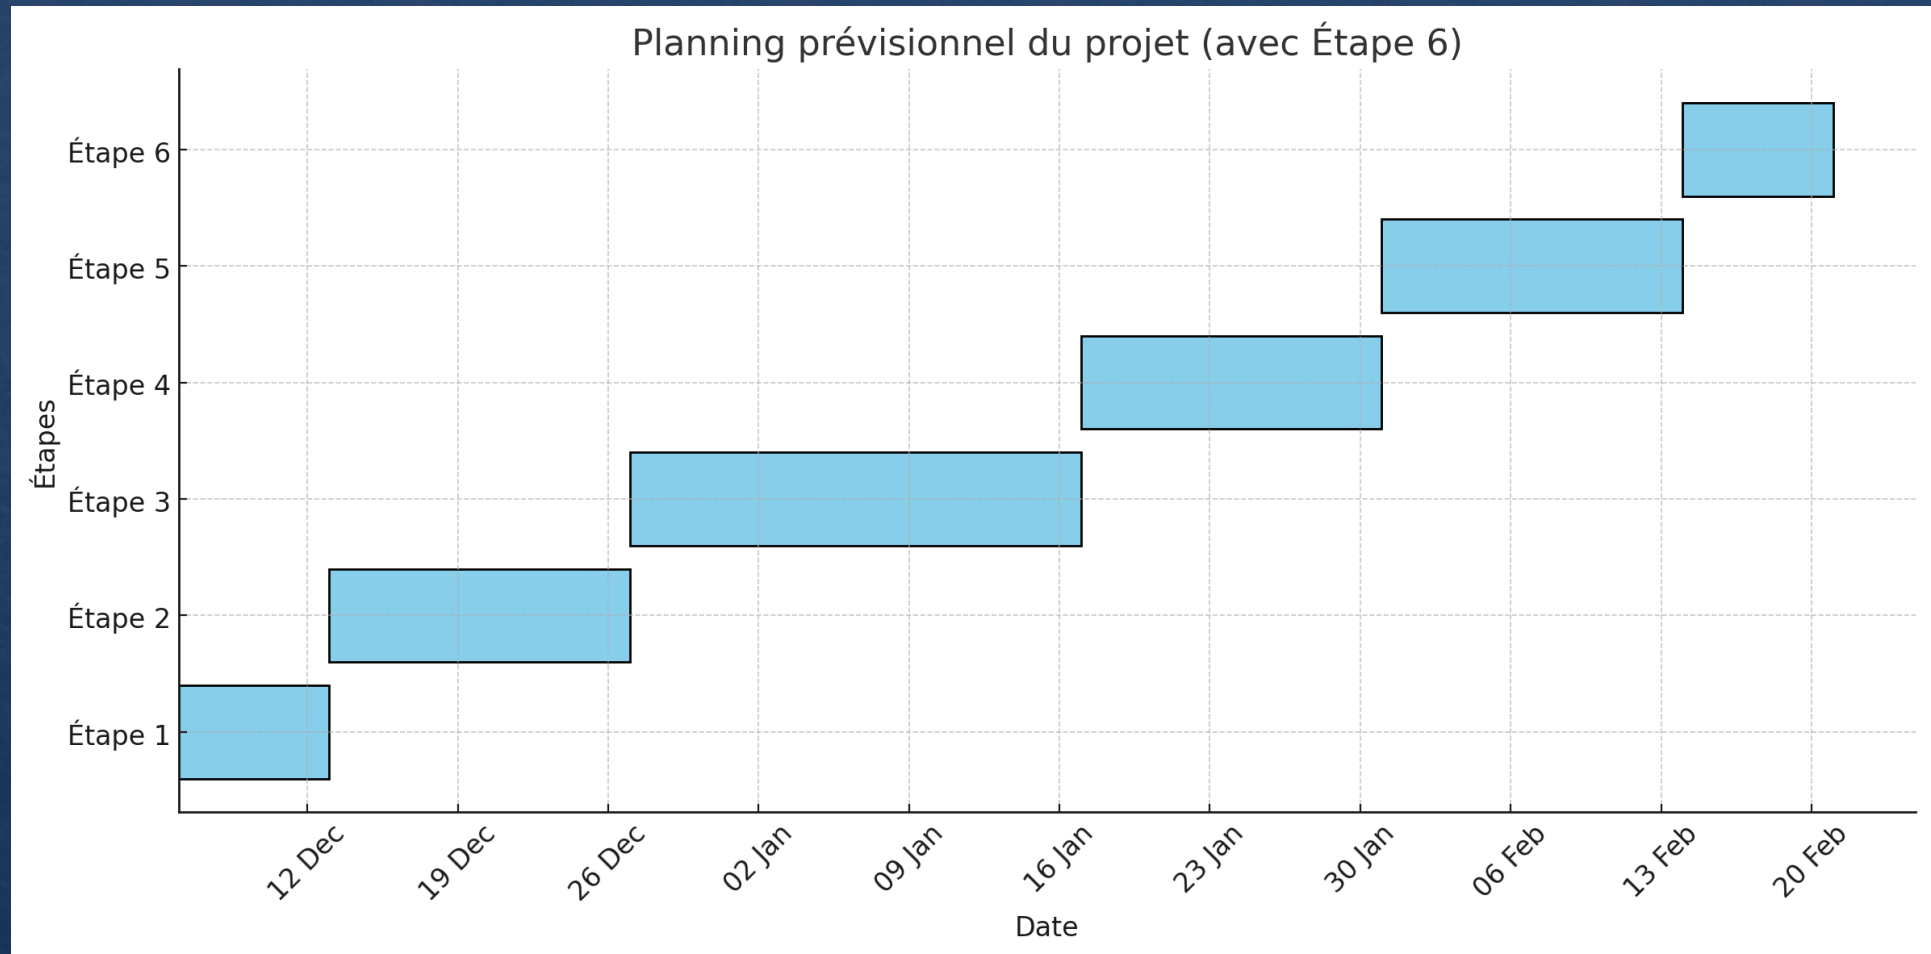 Planning prévisionnel du projet (avec Étape 6)
Étape 6
Étape 5
Étape 4
Étape 3
Étape 2
Étape 1
Étapes
12 Dec
19 Dec
26 Dec
02 Jan
09 Jan
16 Jan
23 Jan
30 Jan
06 Feb
13 Feb
20 Feb
Date